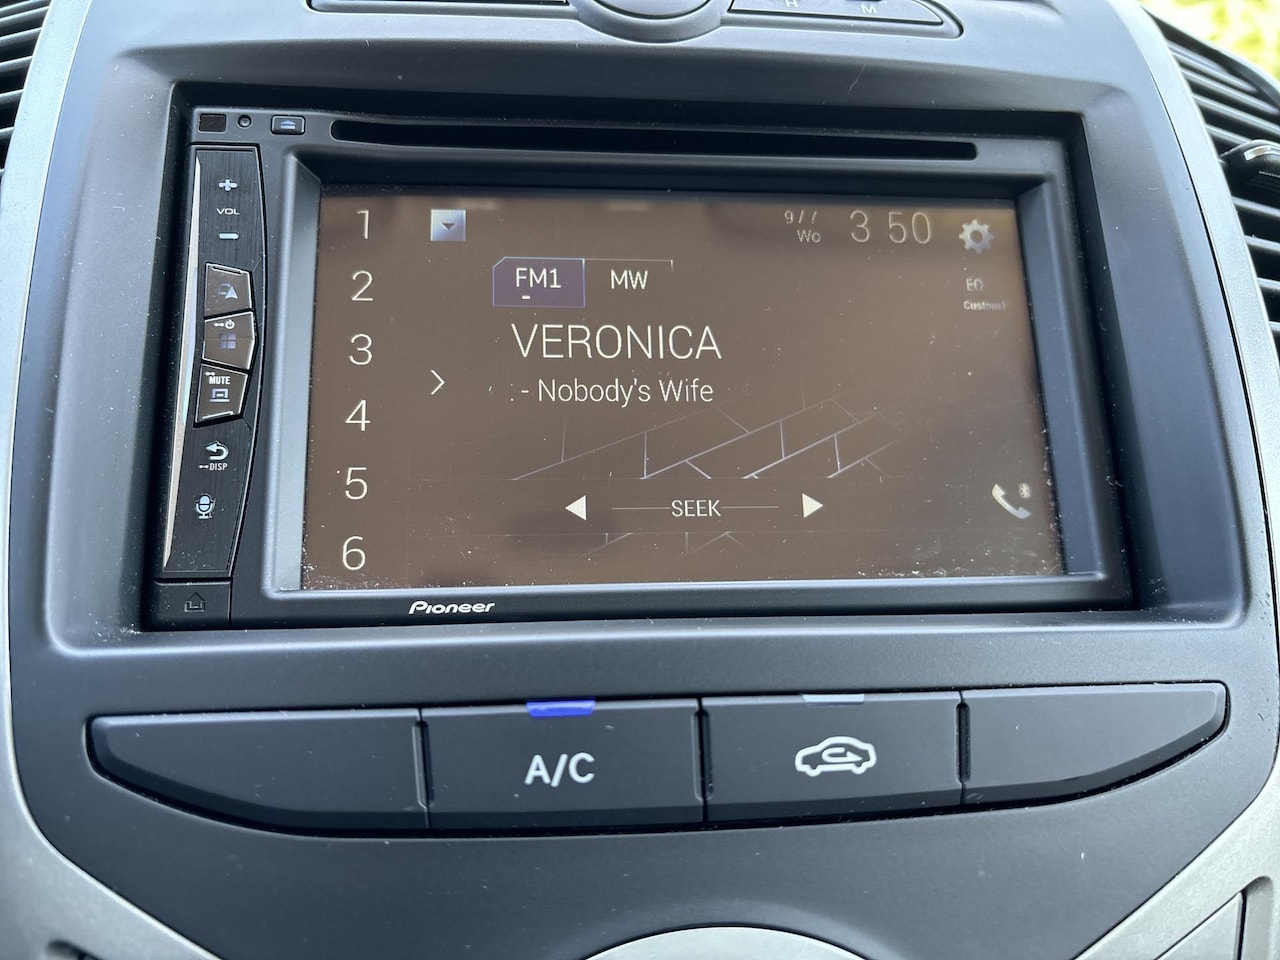 H M
VOL
MUTE
DISP
1
2
3
4
5
6
9/7
Wo
3 50
EQ
Custom1
FM1 MW
VERONICA
. - Nobody's Wife
SEEK
Pioneer
A/C